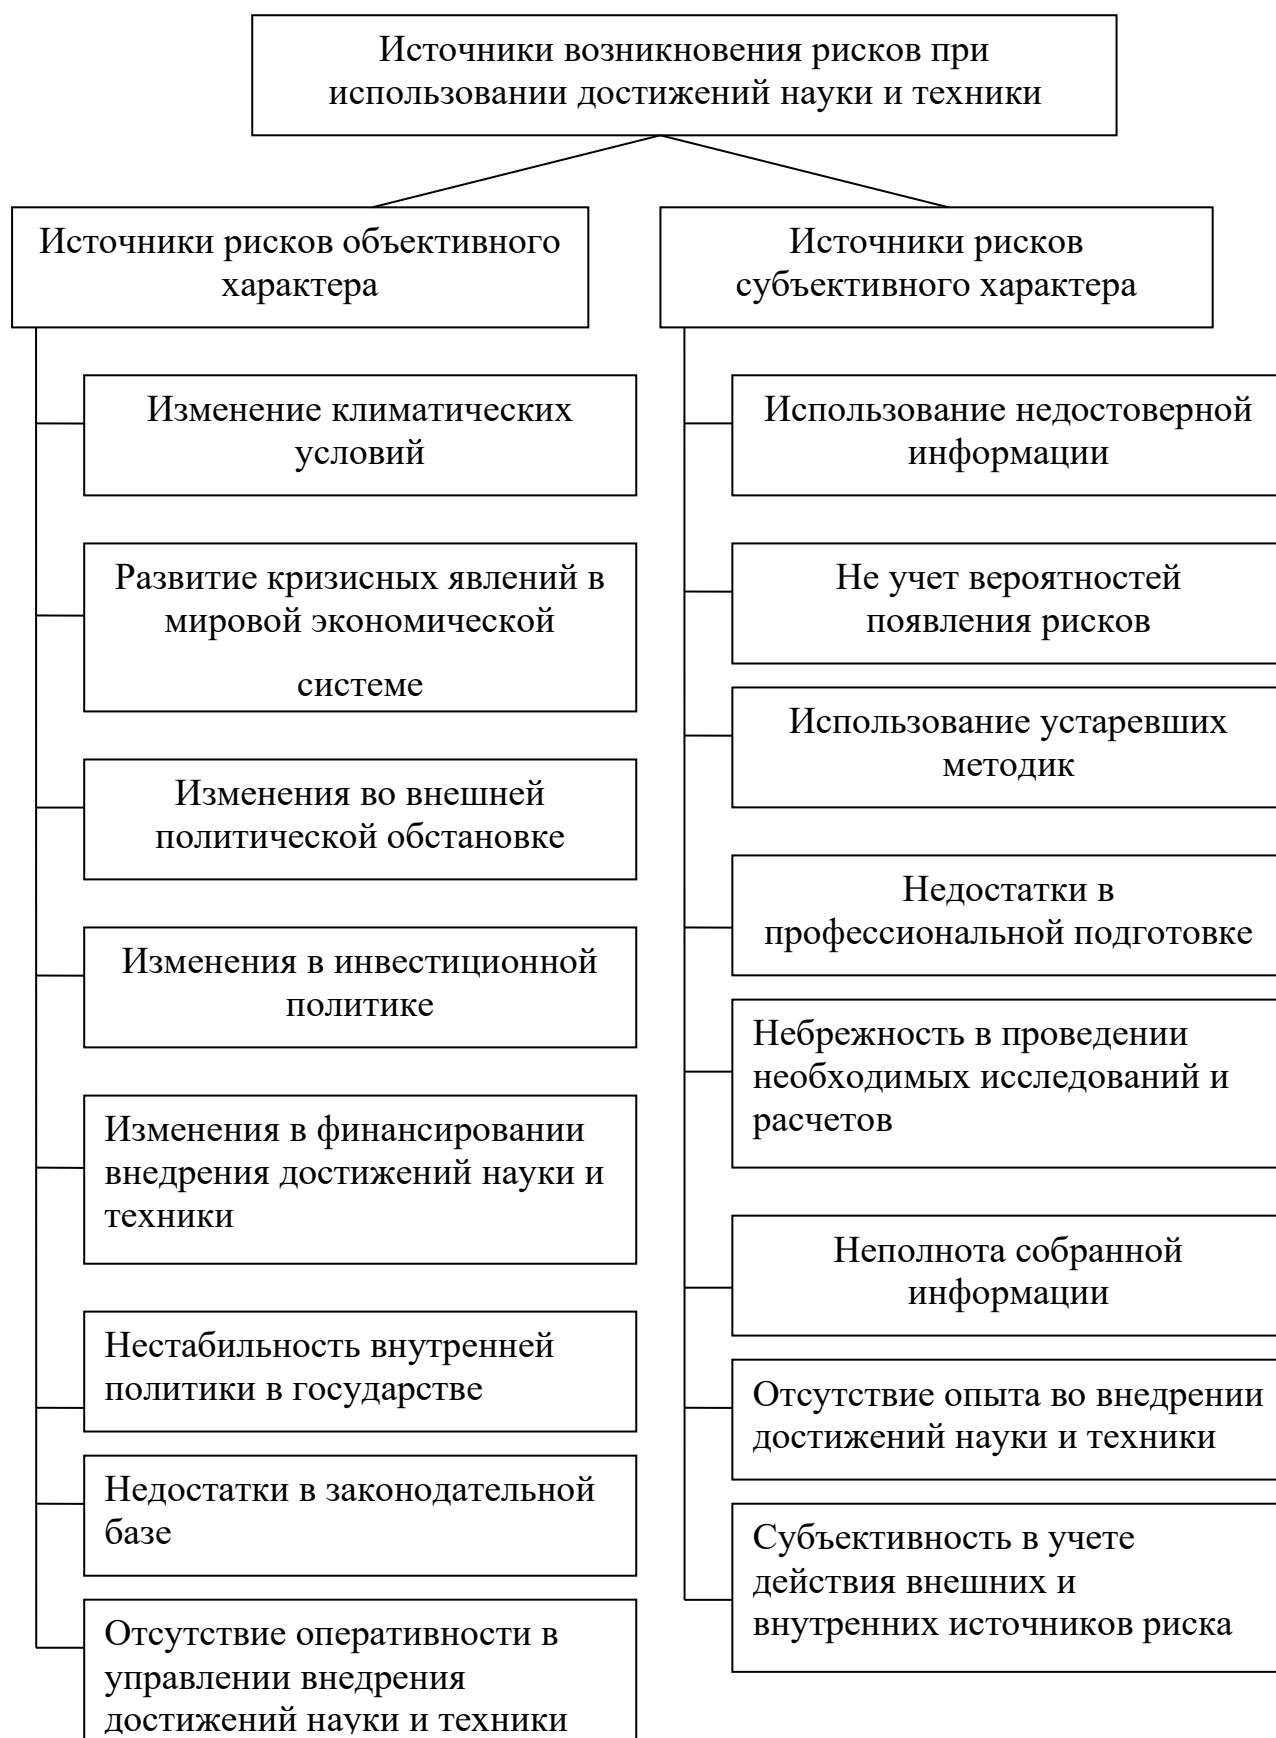 Источники возникновения рисков при
использовании достижений науки и техники
Источники рисков объективного
характера
Изменение климатических
условий
Развитие кризисных явлений в
мировой экономической
системе
Изменения во внешней
политической обстановке
Изменения в инвестиционной
политике
Изменения в финансировании
внедрения достижений науки и
техники
Нестабильность внутренней
политики в государстве
Недостатки в законодательной
базе
Отсутствие оперативности в
управлении внедрения
достижений науки и техники
Источники рисков
субъективного характера
Использование недостоверной
информации
Не учет вероятностей
появления рисков
Использование устаревших
методик
Недостатки в
профессиональной подготовке
Небрежность в проведении
необходимых исследований и
расчетов
Неполнота собранной
информации
Отсутствие опыта во внедрении
достижений науки и техники
Субъективность в учете
действия внешних и
внутренних источников риска